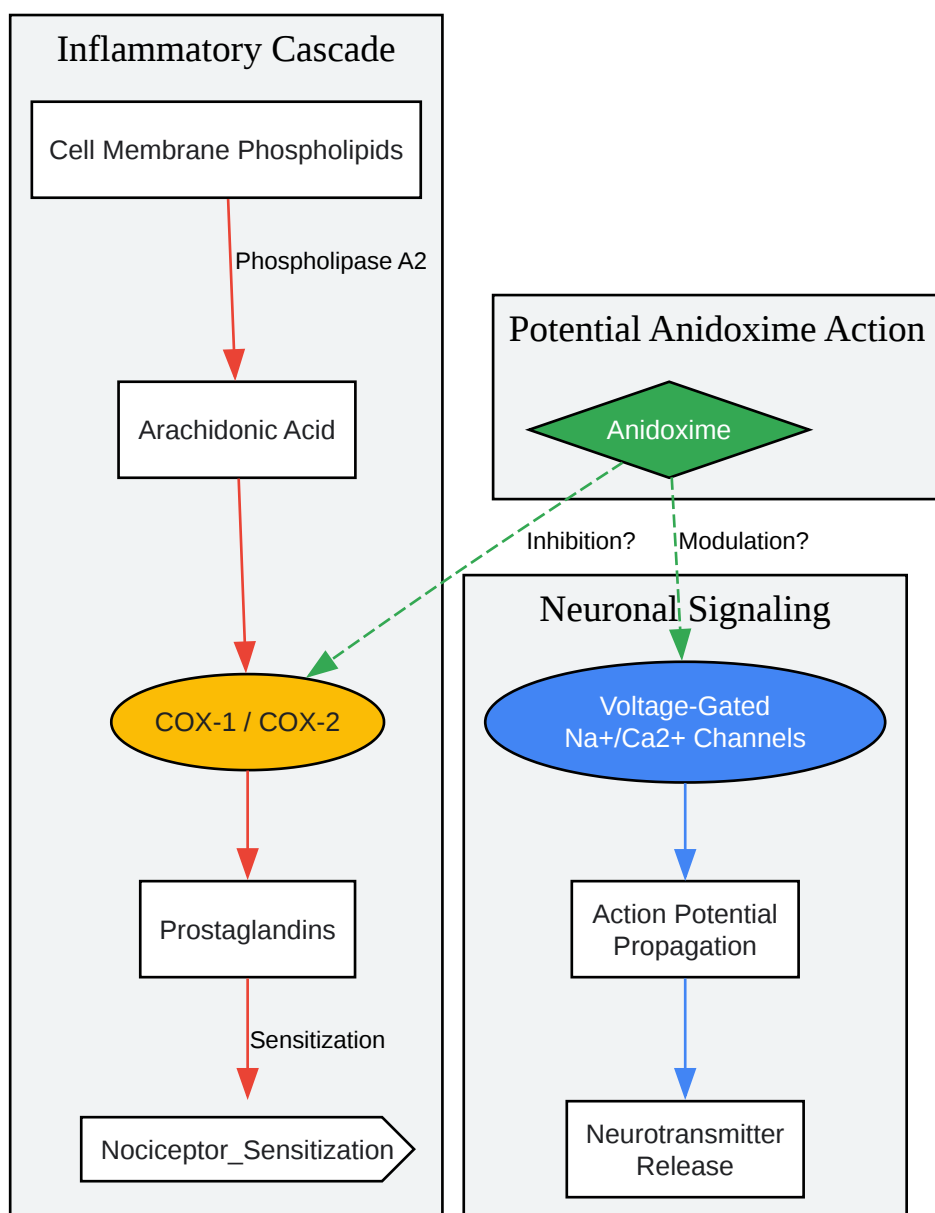 Inflammatory Cascade
Cell Membrane Phospholipids
Phospholipase A2
Arachidonic Acid
COX-1 / COX-2
Prostaglandins
Sensitization
Nociceptor_Sensitization
Potential Anidoxime Action
Anidoxime
Inhibition?
Modulation?
Neuronal Signaling
Voltage-Gated
Na+/Ca2+ Channels
Action Potential
Propagation
Neurotransmitter
Release